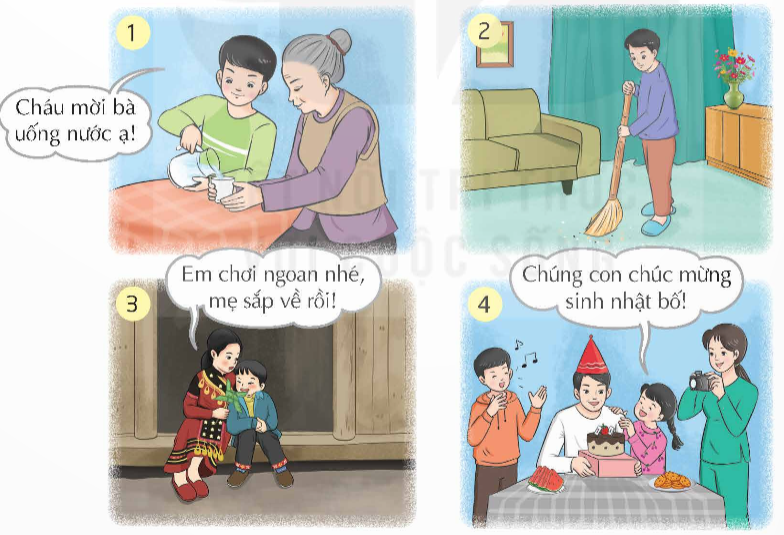 1
Cháu mời bà
uống nước ạ!
2
3
Em chơi ngoan nhé,
mẹ sắp về rồi!
4
Chúng con chúc mừng
sinh nhật bố!